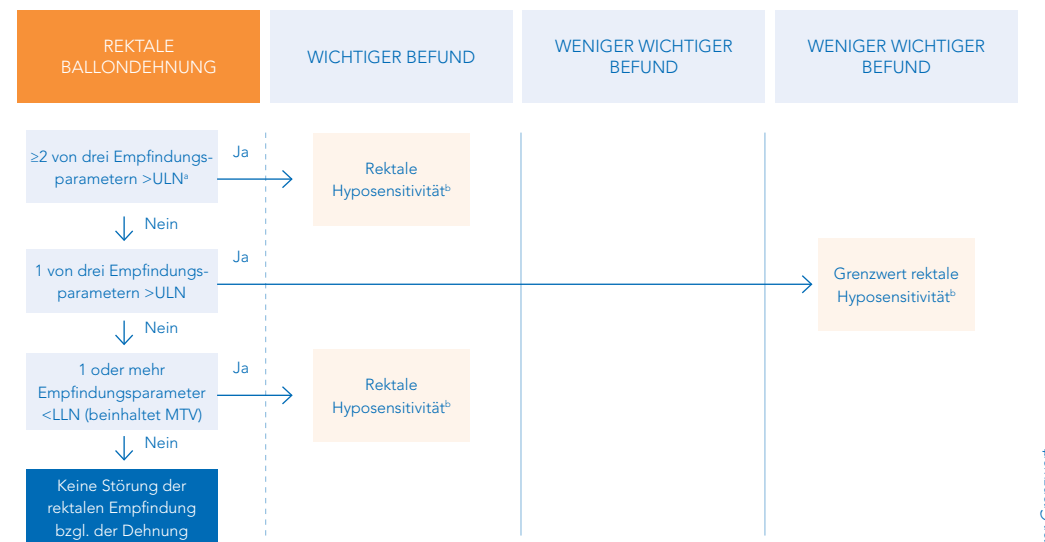 REKTALE
BALLONDEHNUNG
WICHTIGER BEFUND
WENIGER WICHTIGER
BEFUND
WENIGER WICHTIGER
BEFUND
≥2 von drei Empfindungs-
parametern >ULNᵃ
Ja
Rektale
Hyposensitivitätᵇ
Nein
1 von drei Empfindungs-
parametern >ULN
Ja
Grenzwert rektale
Hyposensitivitätᵇ
Nein
1 oder mehr
Empfindungsparameter
<LLN (beinhaltet MTV)
Ja
Rektale
Hyposensitivitätᵇ
Nein
Keine Störung der
rektalen Empfindung
bzgl. der Dehnung